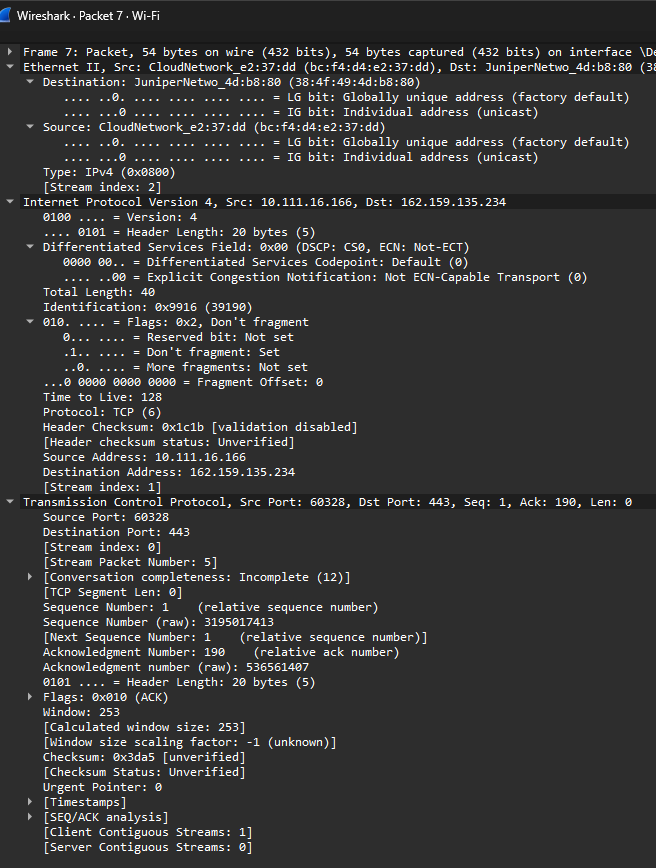 Wireshark · Packet 7 · Wi-Fi
Frame 7: Packet, 54 bytes on wire (432 bits), 54 bytes captured (432 bits) on interface \De
Ethernet II, Src: CloudNetwork_e2:37:dd (bc:f4:d4:e2:37:dd), Dst: JuniperNetwo_4d:b8:80 (38
Destination: JuniperNetwo_4d:b8:80 (38:4f:49:4d:b8:80)
.... ..0. .... .... .... .... = LG bit: Globally unique address (factory default)
.... ...0 .... .... .... .... = IG bit: Individual address (unicast)
Source: CloudNetwork_e2:37:dd (bc:f4:d4:e2:37:dd)
.... ..0. .... .... .... .... = LG bit: Globally unique address (factory default)
.... ...0 .... .... .... .... = IG bit: Individual address (unicast)
Type: IPv4 (0x0800)
[Stream index: 2]
Internet Protocol Version 4, Src: 10.111.16.166, Dst: 162.159.135.234
0100 .... = Version: 4
.... 0101 = Header Length: 20 bytes (5)
Differentiated Services Field: 0x00 (DSCP: CS0, ECN: Not-ECT)
0000 00.. = Differentiated Services Codepoint: Default (0)
.... ..00 = Explicit Congestion Notification: Not ECN-Capable Transport (0)
Total Length: 40
Identification: 0x9916 (39190)
010. .... = Flags: 0x2, Don't fragment
0... .... = Reserved bit: Not set
.1.. .... = Don't fragment: Set
..0. .... = More fragments: Not set
...0 0000 0000 0000 = Fragment Offset: 0
Time to Live: 128
Protocol: TCP (6)
Header Checksum: 0x1c1b [validation disabled]
[Header checksum status: Unverified]
Source Address: 10.111.16.166
Destination Address: 162.159.135.234
[Stream index: 1]
Transmission Control Protocol, Src Port: 60328, Dst Port: 443, Seq: 1, Ack: 190, Len: 0
Source Port: 60328
Destination Port: 443
[Stream index: 0]
[Stream Packet Number: 5]
[Conversation completeness: Incomplete (12)]
[TCP Segment Len: 0]
Sequence Number: 1    (relative sequence number)
Sequence Number (raw): 3195017413
[Next Sequence Number: 1    (relative sequence number)]
Acknowledgment Number: 190    (relative ack number)
Acknowledgment number (raw): 536561407
0101 .... = Header Length: 20 bytes (5)
Flags: 0x010 (ACK)
Window: 253
[Calculated window size: 253]
[Window size scaling factor: -1 (unknown)]
Checksum: 0x3da5 [unverified]
[Checksum Status: Unverified]
Urgent Pointer: 0
[Timestamps]
[SEQ/ACK analysis]
[Client Contiguous Streams: 1]
[Server Contiguous Streams: 0]